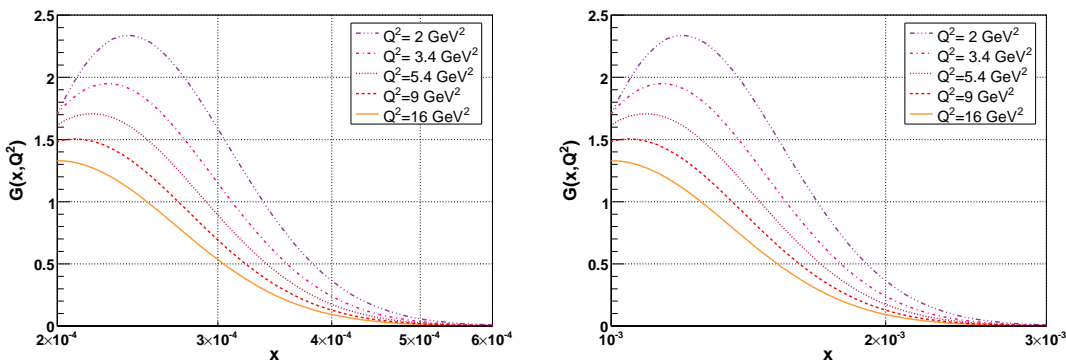 2.5
2
1.5
1
0.5
0
G(x,Q²)
Q²= 2 GeV²
Q²= 3.4 GeV²
Q²=5.4 GeV²
Q²=9 GeV²
Q²=16 GeV²
2×10⁻⁴
3×10⁻⁴
4×10⁻⁴
5×10⁻⁴
6×10⁻⁴
x
2.5
2
1.5
1
0.5
0
G(x,Q²)
Q²= 2 GeV²
Q²= 3.4 GeV²
Q²=5.4 GeV²
Q²=9 GeV²
Q²=16 GeV²
10⁻³
2×10⁻³
3×10⁻³
x